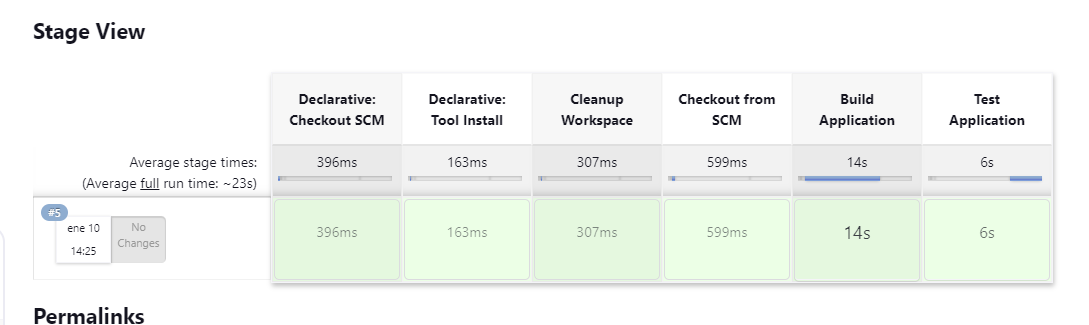 Stage View
Declarative: Checkout SCM
Declarative: Tool Install
Cleanup Workspace
Checkout from SCM
Build Application
Test Application
Average stage times:
(Average full run time: ~23s)
396ms
163ms
307ms
599ms
14s
6s
#5
ene 10
14:25
No Changes
396ms
163ms
307ms
599ms
14s
6s
Permalinks